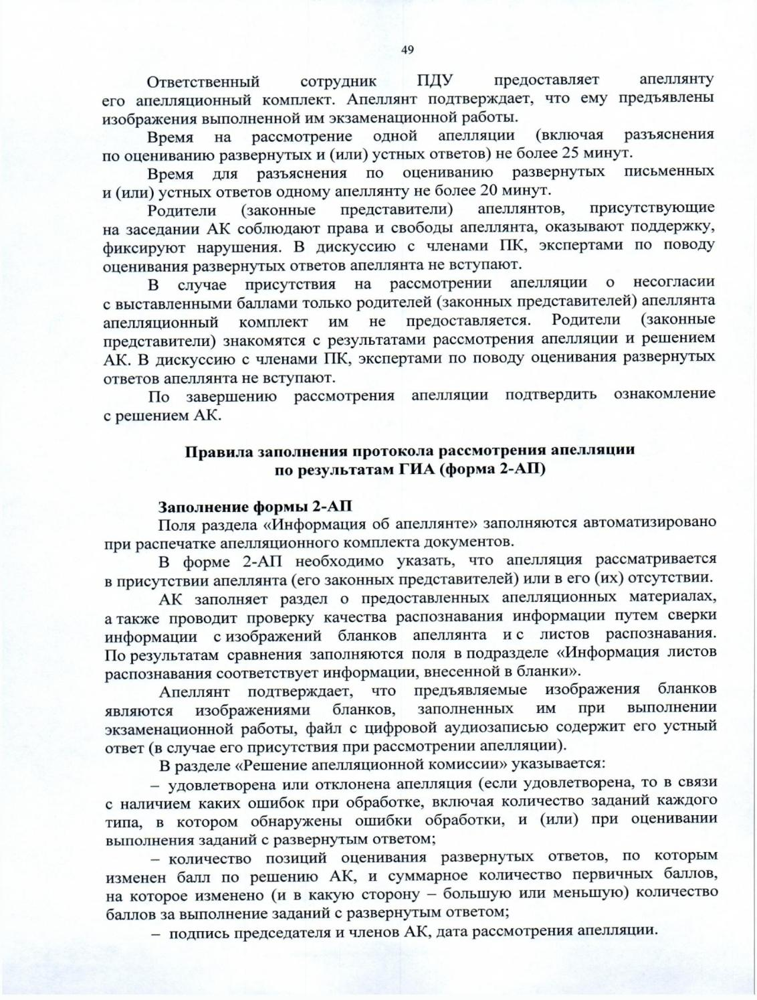 49
Ответственный сотрудник ПДУ предоставляет апеллянту
его апелляционный комплект. Апеллянт подтверждает, что ему предъявлены
изображения выполненной им экзаменационной работы.
Время на рассмотрение одной апелляции (включая разъяснения
по оцениванию развернутых и (или) устных ответов) не более 25 минут.
Время для разъяснения по оцениванию развернутых письменных
и (или) устных ответов одному апеллянту не более 20 минут.
Родители (законные представители) апеллянтов, присутствующие
на заседании АК соблюдают права и свободы апеллянта, оказывают поддержку,
фиксируют нарушения. В дискуссию с членами ПК, экспертами по поводу
оценивания развернутых ответов апеллянта не вступают.
В случае присутствия на рассмотрении апелляции о несогласии
с выставленными баллами только родителей (законных представителей) апеллянта
апелляционный комплект им не предоставляется. Родители (законные
представители) знакомятся с результатами рассмотрения апелляции и решением
АК. В дискуссию с членами ПК, экспертами по поводу оценивания развернутых
ответов апеллянта не вступают.
По завершению рассмотрения апелляции подтвердить ознакомление
с решением АК.
Правила заполнения протокола рассмотрения апелляции
по результатам ГИА (форма 2-АП)
Заполнение формы 2-АП
Поля раздела «Информация об апеллянте» заполняются автоматизировано
при распечатке апелляционного комплекта документов.
В форме 2-АП необходимо указать, что апелляция рассматривается
в присутствии апеллянта (его законных представителей) или в его (их) отсутствии.
АК заполняет раздел о предоставленных апелляционных материалах,
а также проводит проверку качества распознавания информации путем сверки
информации с изображений бланков апеллянта и с листов распознавания.
По результатам сравнения заполняются поля в подразделе «Информация листов
распознавания соответствует информации, внесенной в бланки».
Апеллянт подтверждает, что предъявляемые изображения бланков
являются изображениями бланков, заполненных им при выполнении
экзаменационной работы, файл с цифровой аудиозаписью содержит его устный
ответ (в случае его присутствия при рассмотрении апелляции).
В разделе «Решение апелляционной комиссии» указывается:
– удовлетворена или отклонена апелляция (если удовлетворена, то в связи
с наличием каких ошибок при обработке, включая количество заданий каждого
типа, в котором обнаружены ошибки обработки, и (или) при оценивании
выполнения заданий с развернутым ответом;
– количество позиций оценивания развернутых ответов, по которым
изменен балл по решению АК, и суммарное количество первичных баллов,
на которое изменено (и в какую сторону – большую или меньшую) количество
баллов за выполнение заданий с развернутым ответом;
– подпись председателя и членов АК, дата рассмотрения апелляции.